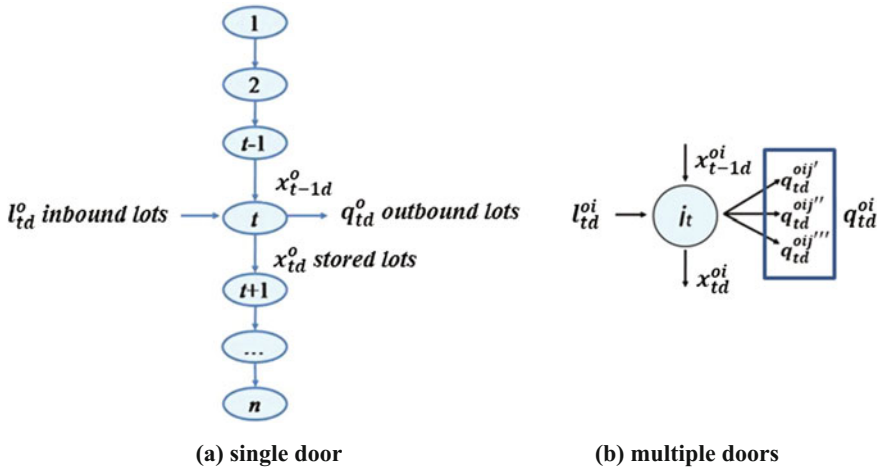 1
2
t-1
x^o_{t-1d}
l^o_{td} inbound lots
t
q^o_{td} outbound lots
x^o_{td} stored lots
t+1
...
n
(a) single door
x^{oi}_{t-1d}
l^{oi}_{td}
i_t
q^{oij'}_{td}
q^{oij''}_{td}
q^{oij'''}_{td}
q^{oi}_{td}
x^{oi}_{td}
(b) multiple doors